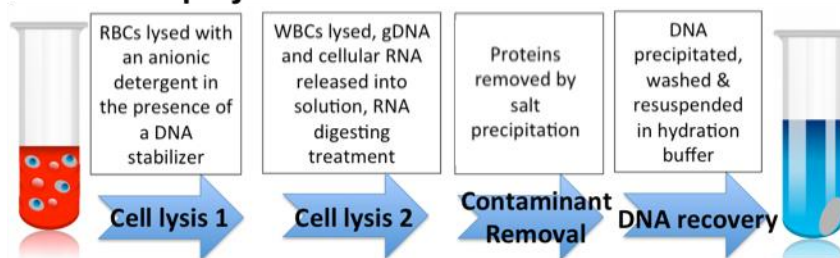 RBCs lysed with
an anionic
detergent in
the presence of
a DNA
stabilizer
WBCs lysed, gDNA
and cellular RNA
released into
solution, RNA
digesting
treatment
Proteins
removed by
salt
precipitation
DNA
precipitated,
washed &
resuspended
in hydration
buffer
Cell lysis 1
Cell lysis 2
Contaminant
Removal
DNA recovery